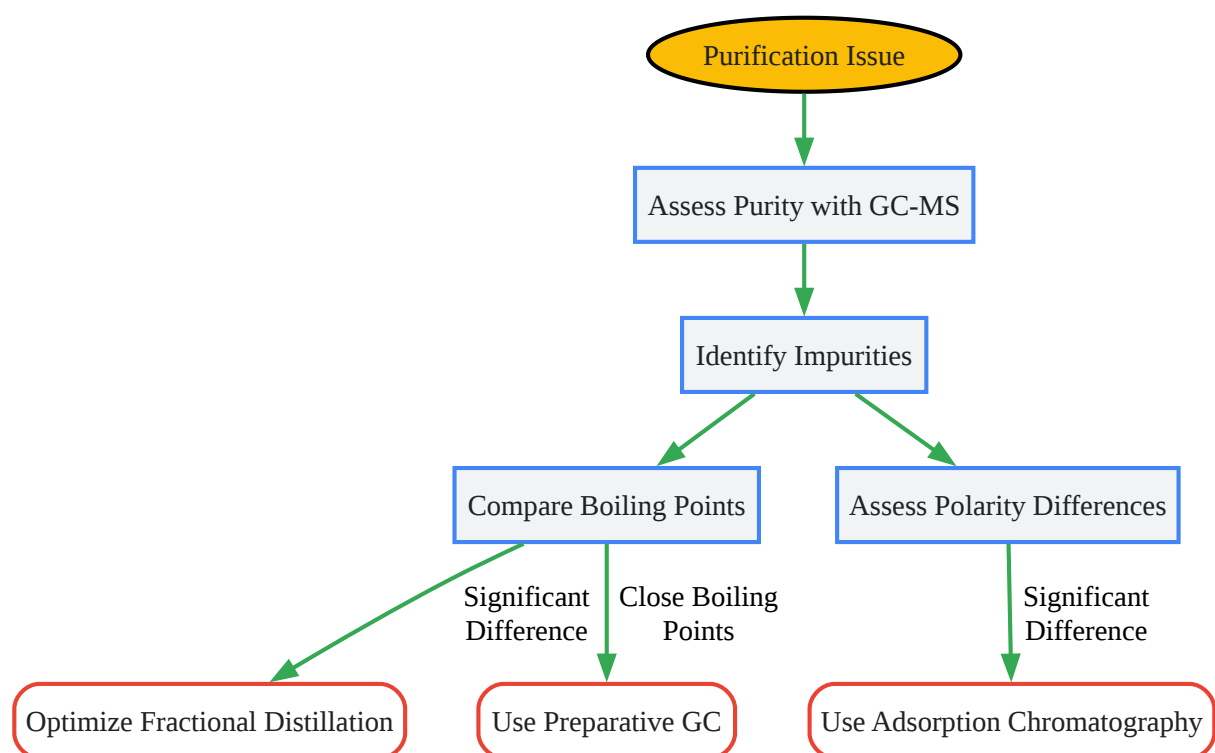 Purification Issue
Assess Purity with GC-MS
Identify Impurities
Compare Boiling Points
Assess Polarity Differences
Significant
Difference
Close Boiling
Points
Significant
Difference
Optimize Fractional Distillation
Use Preparative GC
Use Adsorption Chromatography